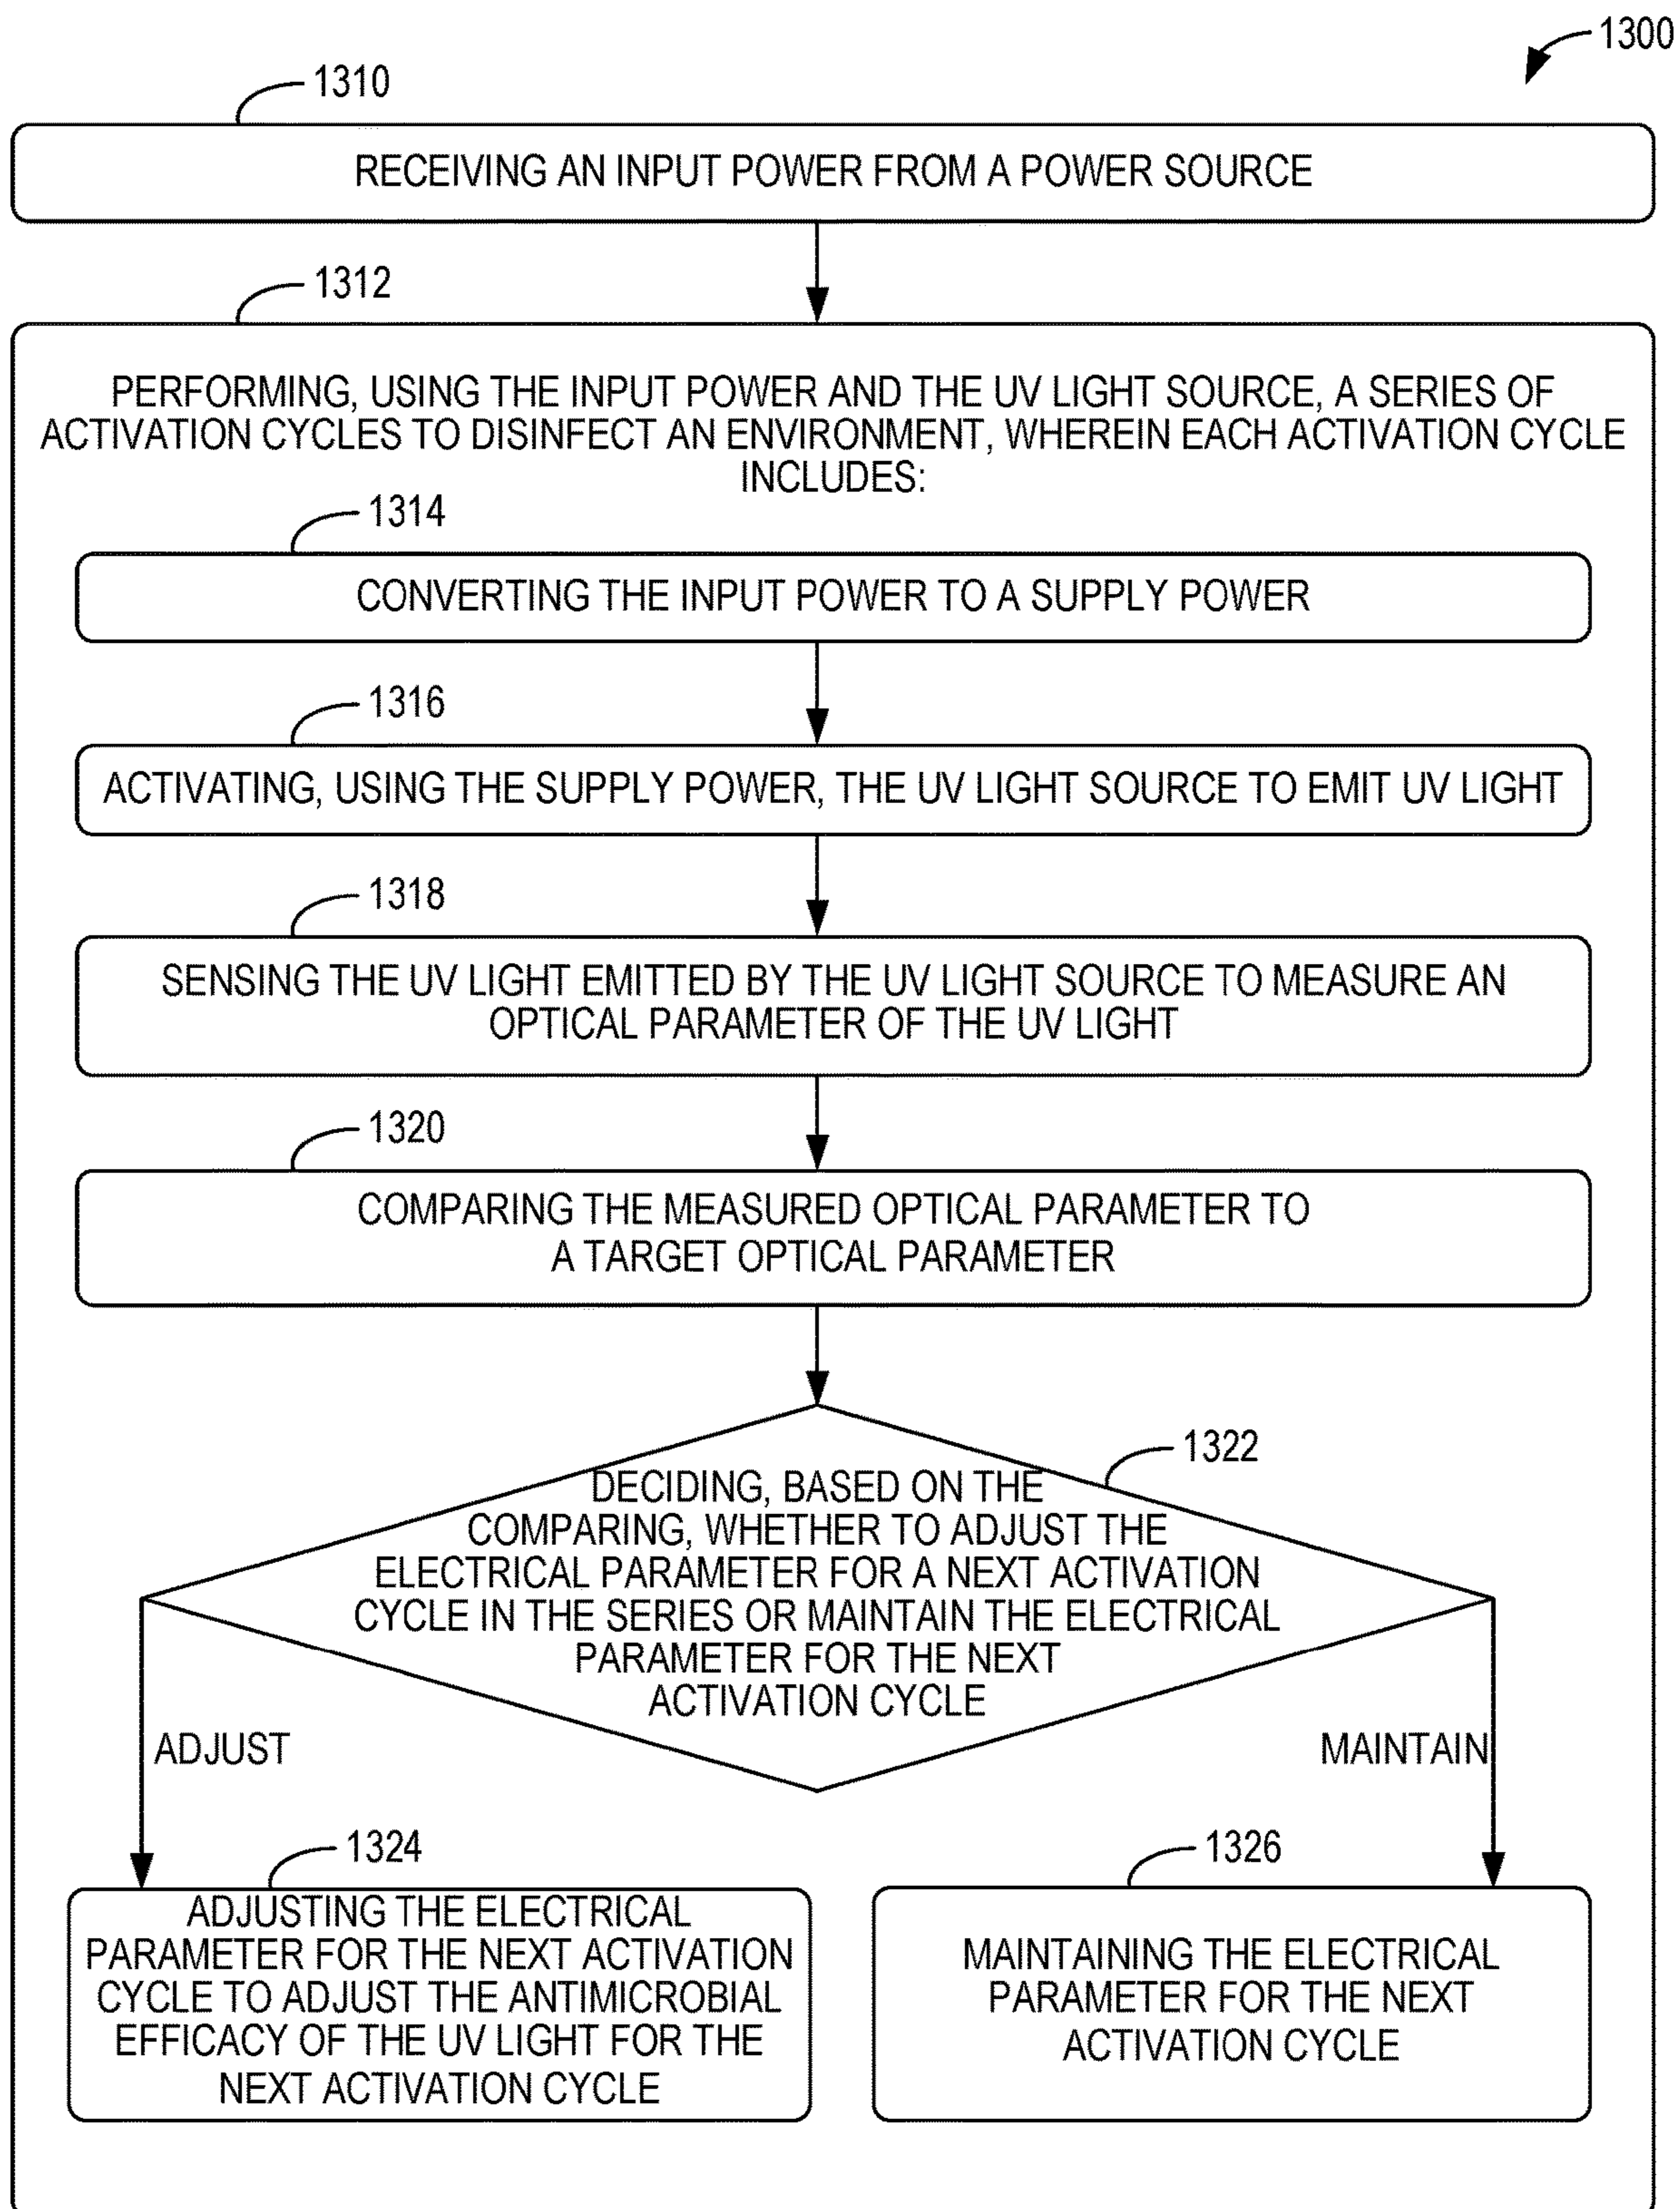 1300
1310
RECEIVING AN INPUT POWER FROM A POWER SOURCE
1312
PERFORMING, USING THE INPUT POWER AND THE UV LIGHT SOURCE, A SERIES OF
ACTIVATION CYCLES TO DISINFECT AN ENVIRONMENT, WHEREIN EACH ACTIVATION CYCLE
INCLUDES:
1314
CONVERTING THE INPUT POWER TO A SUPPLY POWER
1316
ACTIVATING, USING THE SUPPLY POWER, THE UV LIGHT SOURCE TO EMIT UV LIGHT
1318
SENSING THE UV LIGHT EMITTED BY THE UV LIGHT SOURCE TO MEASURE AN
OPTICAL PARAMETER OF THE UV LIGHT
1320
COMPARING THE MEASURED OPTICAL PARAMETER TO
A TARGET OPTICAL PARAMETER
1322
DECIDING, BASED ON THE
COMPARING, WHETHER TO ADJUST THE
ELECTRICAL PARAMETER FOR A NEXT ACTIVATION
CYCLE IN THE SERIES OR MAINTAIN THE ELECTRICAL
PARAMETER FOR THE NEXT
ACTIVATION CYCLE
ADJUST
MAINTAIN
1324
ADJUSTING THE ELECTRICAL
PARAMETER FOR THE NEXT ACTIVATION
CYCLE TO ADJUST THE ANTIMICROBIAL
EFFICACY OF THE UV LIGHT FOR THE
NEXT ACTIVATION CYCLE
1326
MAINTAINING THE ELECTRICAL
PARAMETER FOR THE NEXT
ACTIVATION CYCLE